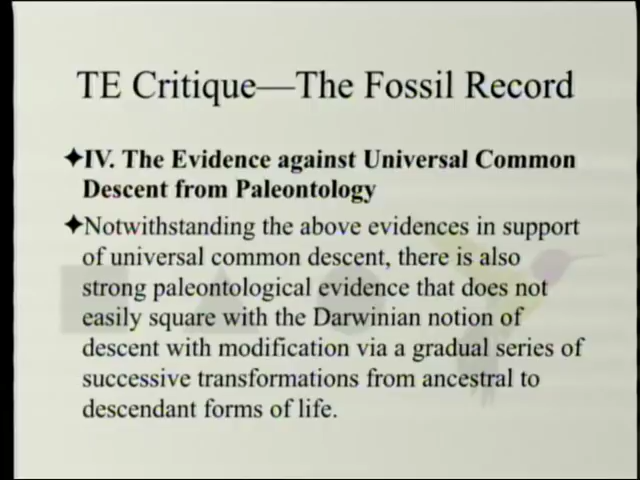 TE Critique—The Fossil Record
✦IV. The Evidence against Universal Common
Descent from Paleontology
✦Notwithstanding the above evidences in support
of universal common descent, there is also
strong paleontological evidence that does not
easily square with the Darwinian notion of
descent with modification via a gradual series of
successive transformations from ancestral to
descendant forms of life.